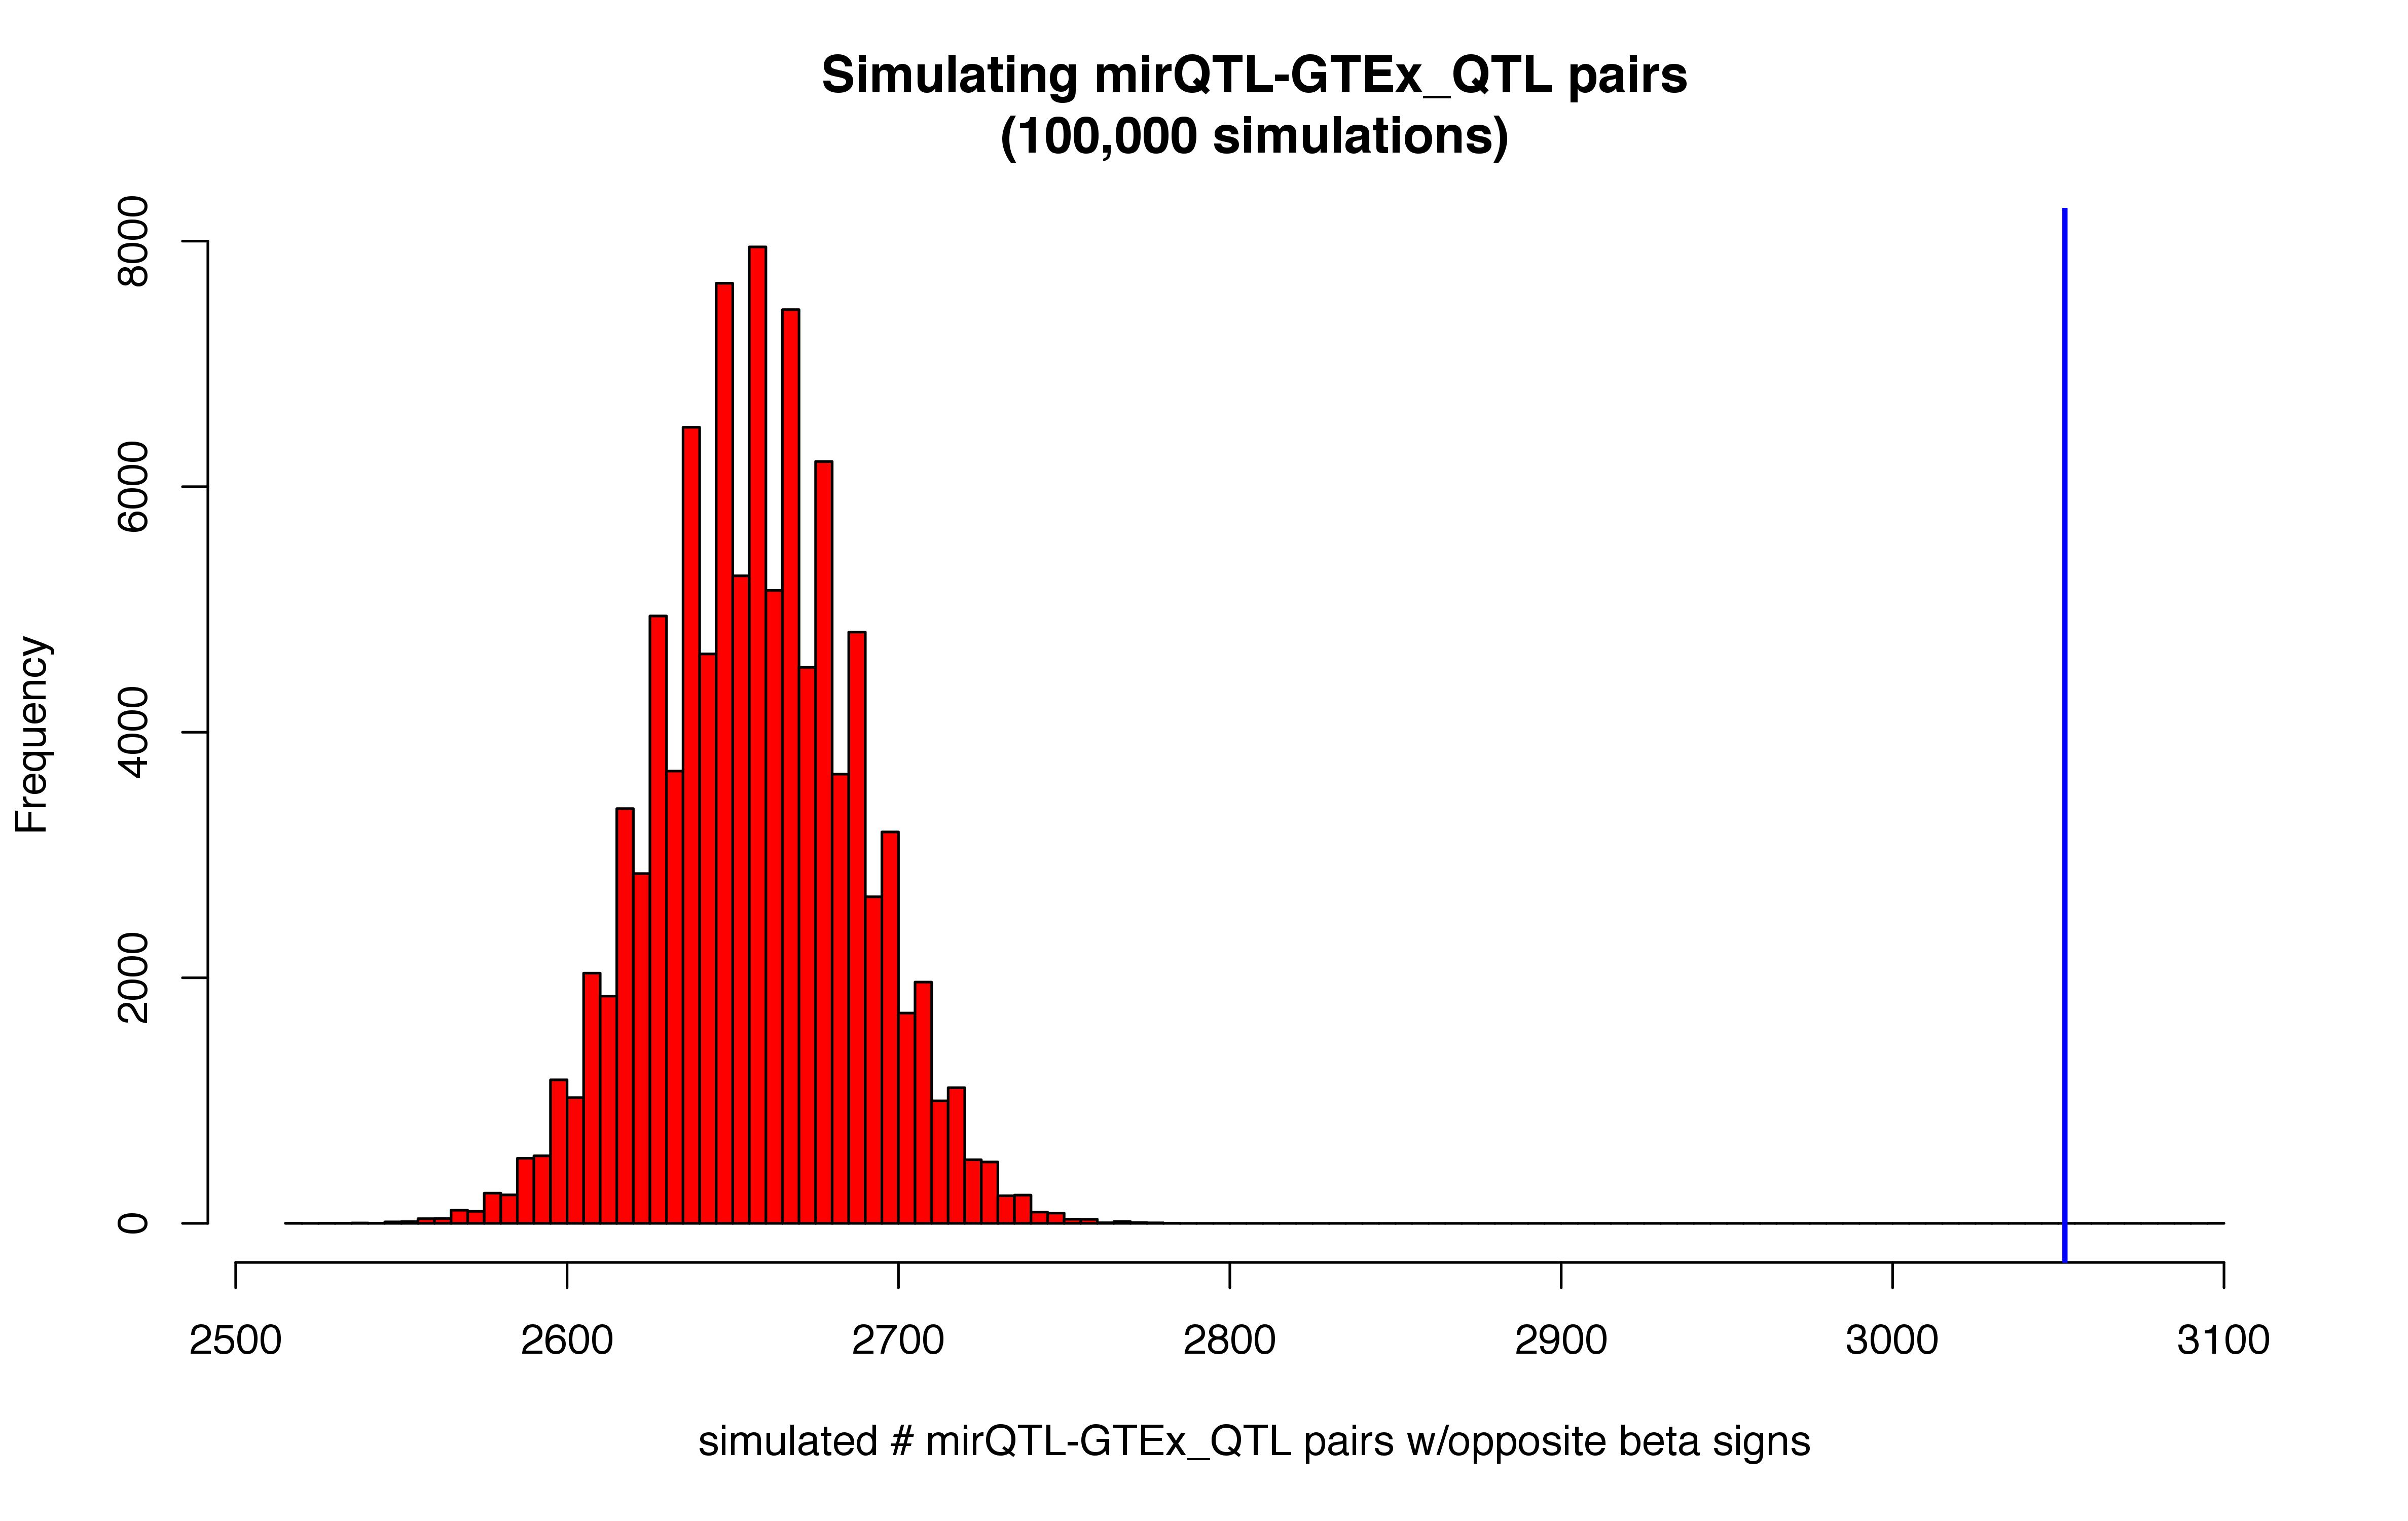 Simulating mirQTL-GTEx_QTL pairs
(100,000 simulations)
8000
6000
4000
2000
0
Frequency
2500 2600 2700 2800 2900 3000 3100
simulated # mirQTL-GTEx_QTL pairs w/opposite beta signs